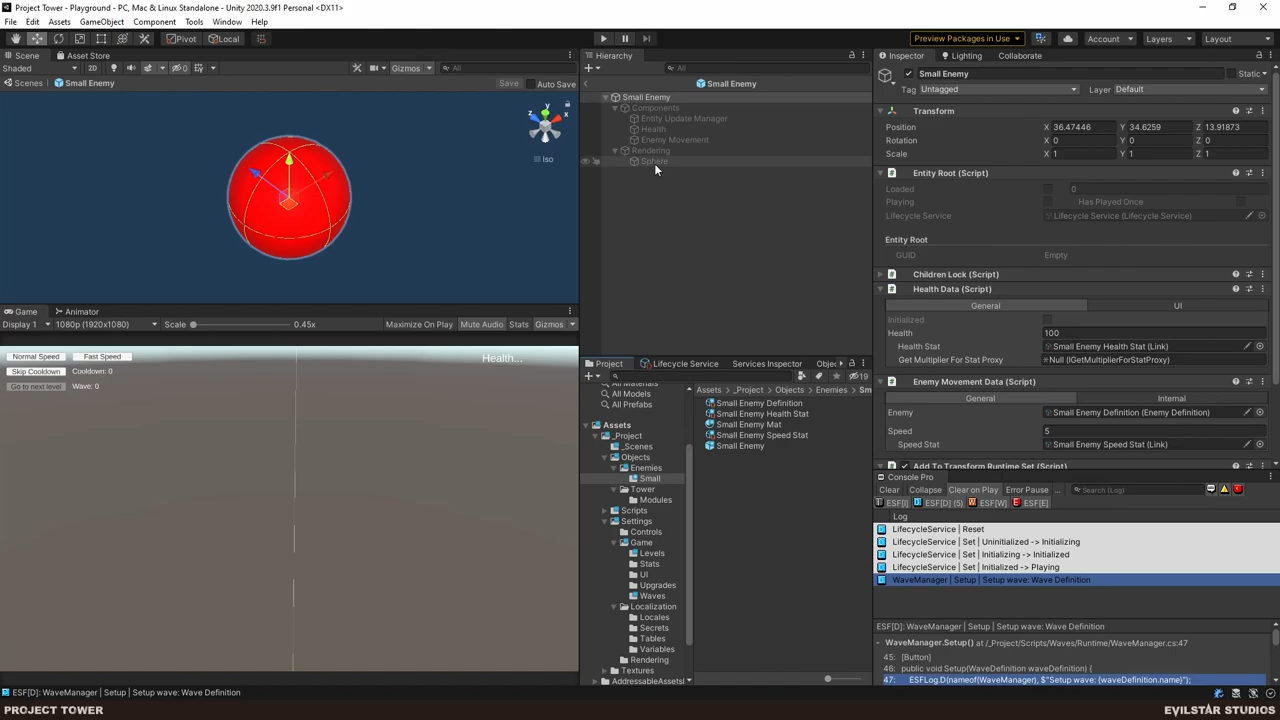 Project Tower - Playground - PC, Mac & Linux Standalone - Unity 2020.3.9f1 Personal <DX11>
File Edit Assets GameObject Component Tools Window Help
Pivot Local Preview Packages in Use Account Layers Layout
Scene Asset Store
Shaded 2D 0 Gizmos All
Scenes Small Enemy Save Auto Save
y
z x
Iso
Game Animator
Display 1 1080p (1920x1080) Scale 0.45x Maximize On Play Mute Audio Stats Gizmos
Normal Speed Fast Speed Health...
Skip Cooldown Cooldown: 0
Go to next level Wave: 0
Hierarchy
All
Small Enemy
Small Enemy
Components
Entity Update Manager
Health
Enemy Movement
Rendering
Sphere
Project Lifecycle Service Services Inspector Objec
19
All Materials
All Models
All Prefabs
Assets
_Project
_Scenes
Objects
Enemies
Small
Tower
Modules
Scripts
Settings
Controls
Game
Levels
Stats
UI
Upgrades
Waves
Localization
Locales
Secrets
Tables
Variables
Rendering
Textures
AddressableAssetsI
Assets _Project Objects Enemies Sm
Small Enemy Definition
Small Enemy Health Stat
Small Enemy Mat
Small Enemy Speed Stat
Small Enemy
Inspector Lighting Collaborate
Small Enemy Static
Tag Untagged Layer Default
Transform
Position X 36.47446 Y 34.6259 Z 13.91873
Rotation X 0 Y 0 Z 0
Scale X 1 Y 1 Z 1
Entity Root (Script)
Loaded 0
Playing Has Played Once
Lifecycle Service Lifecycle Service (Lifecycle Service)
Entity Root
GUID Empty
Children Lock (Script)
Health Data (Script)
General UI
Initialized
Health 100
Health Stat Small Enemy Health Stat (Link)
Get Multiplier For Stat Proxy Null (IGetMultiplierForStatProxy)
Enemy Movement Data (Script)
General Internal
Enemy Small Enemy Definition (Enemy Definition)
Speed 5
Speed Stat Small Enemy Speed Stat (Link)
Add To Transform Runtime Set (Script)
Console Pro
Clear Collapse Clear on Play Error Pause ... Search (Log)
ESF[I] ESF[D] (5) ESF[W] ESF[E]
Log
LifecycleService | Reset
LifecycleService | Set | Uninitialized -> Initializing
LifecycleService | Set | Initializing -> Initialized
LifecycleService | Set | Initialized -> Playing
WaveManager | Setup | Setup wave: Wave Definition
ESF[D]: WaveManager | Setup | Setup wave: Wave Definition
WaveManager.Setup() at /_Project/Scripts/Waves/Runtime/WaveManager.cs:47
45: [Button]
46: public void Setup(WaveDefinition waveDefinition) {
47: ESFLog.D(nameof(WaveManager), $"Setup wave: {waveDefinition.name}");
ESF[D]: WaveManager | Setup | Setup wave: Wave Definition
PROJECT TOWER EVILSTAR STUDIOS